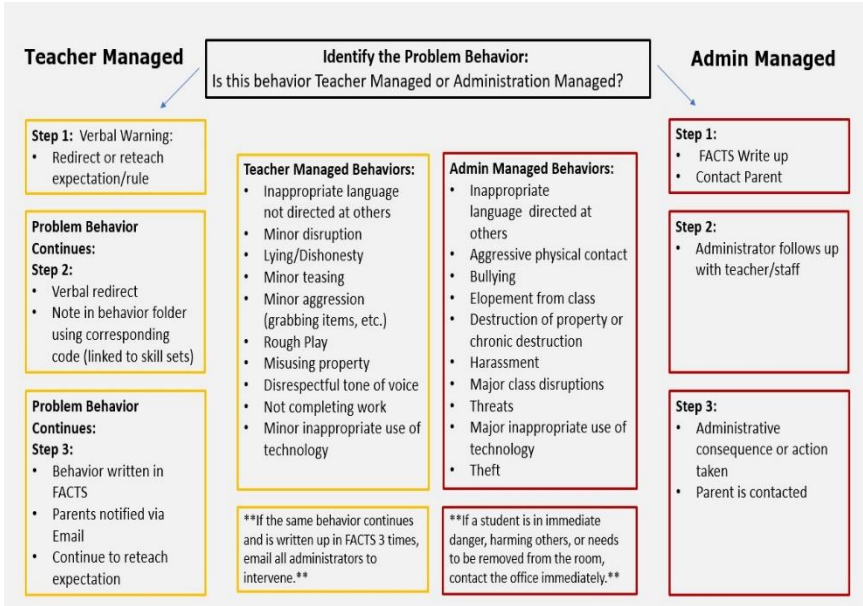 Teacher Managed
Identify the Problem Behavior:
Is this behavior Teacher Managed or Administration Managed?
Admin Managed
Step 1: Verbal Warning:
• Redirect or reteach
expectation/rule
Problem Behavior
Continues:
Step 2:
• Verbal redirect
• Note in behavior folder
using corresponding
code (linked to skill sets)
Problem Behavior
Continues:
Step 3:
• Behavior written in
FACTS
• Parents notified via
Email
• Continue to reteach
expectation
Teacher Managed Behaviors:
• Inappropriate language
not directed at others
• Minor disruption
• Lying/Dishonesty
• Minor teasing
• Minor aggression
(grabbing items, etc.)
• Rough Play
• Misusing property
• Disrespectful tone of voice
• Not completing work
• Minor inappropriate use of
technology
**If the same behavior continues
and is written up in FACTS 3 times,
email all administrators to
intervene.**
Admin Managed Behaviors:
• Inappropriate
language directed at
others
• Aggressive physical contact
• Bullying
• Elopement from class
• Destruction of property or
chronic destruction
• Harassment
• Major class disruptions
• Threats
• Major inappropriate use of
technology
• Theft
**If a student is in immediate
danger, harming others, or needs
to be removed from the room,
contact the office immediately.**
Step 1:
• FACTS Write up
• Contact Parent
Step 2:
• Administrator follows up
with teacher/staff
Step 3:
• Administrative
consequence or action
taken
• Parent is contacted